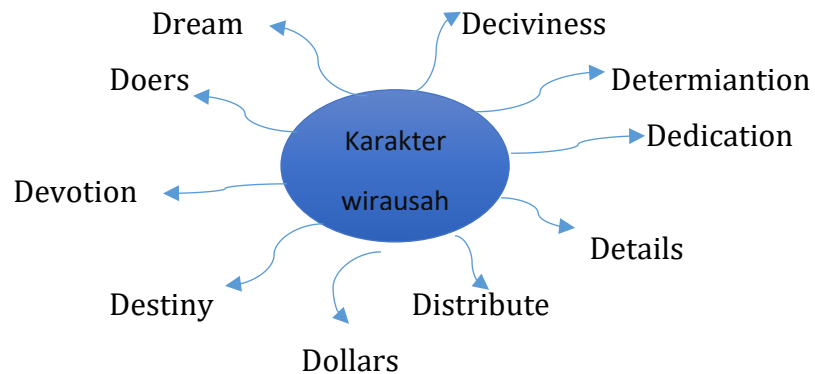 Dream
Deciviness
Doers
Determiantion
Karakter
wirausah
Dedication
Devotion
Details
Destiny
Distribute
Dollars